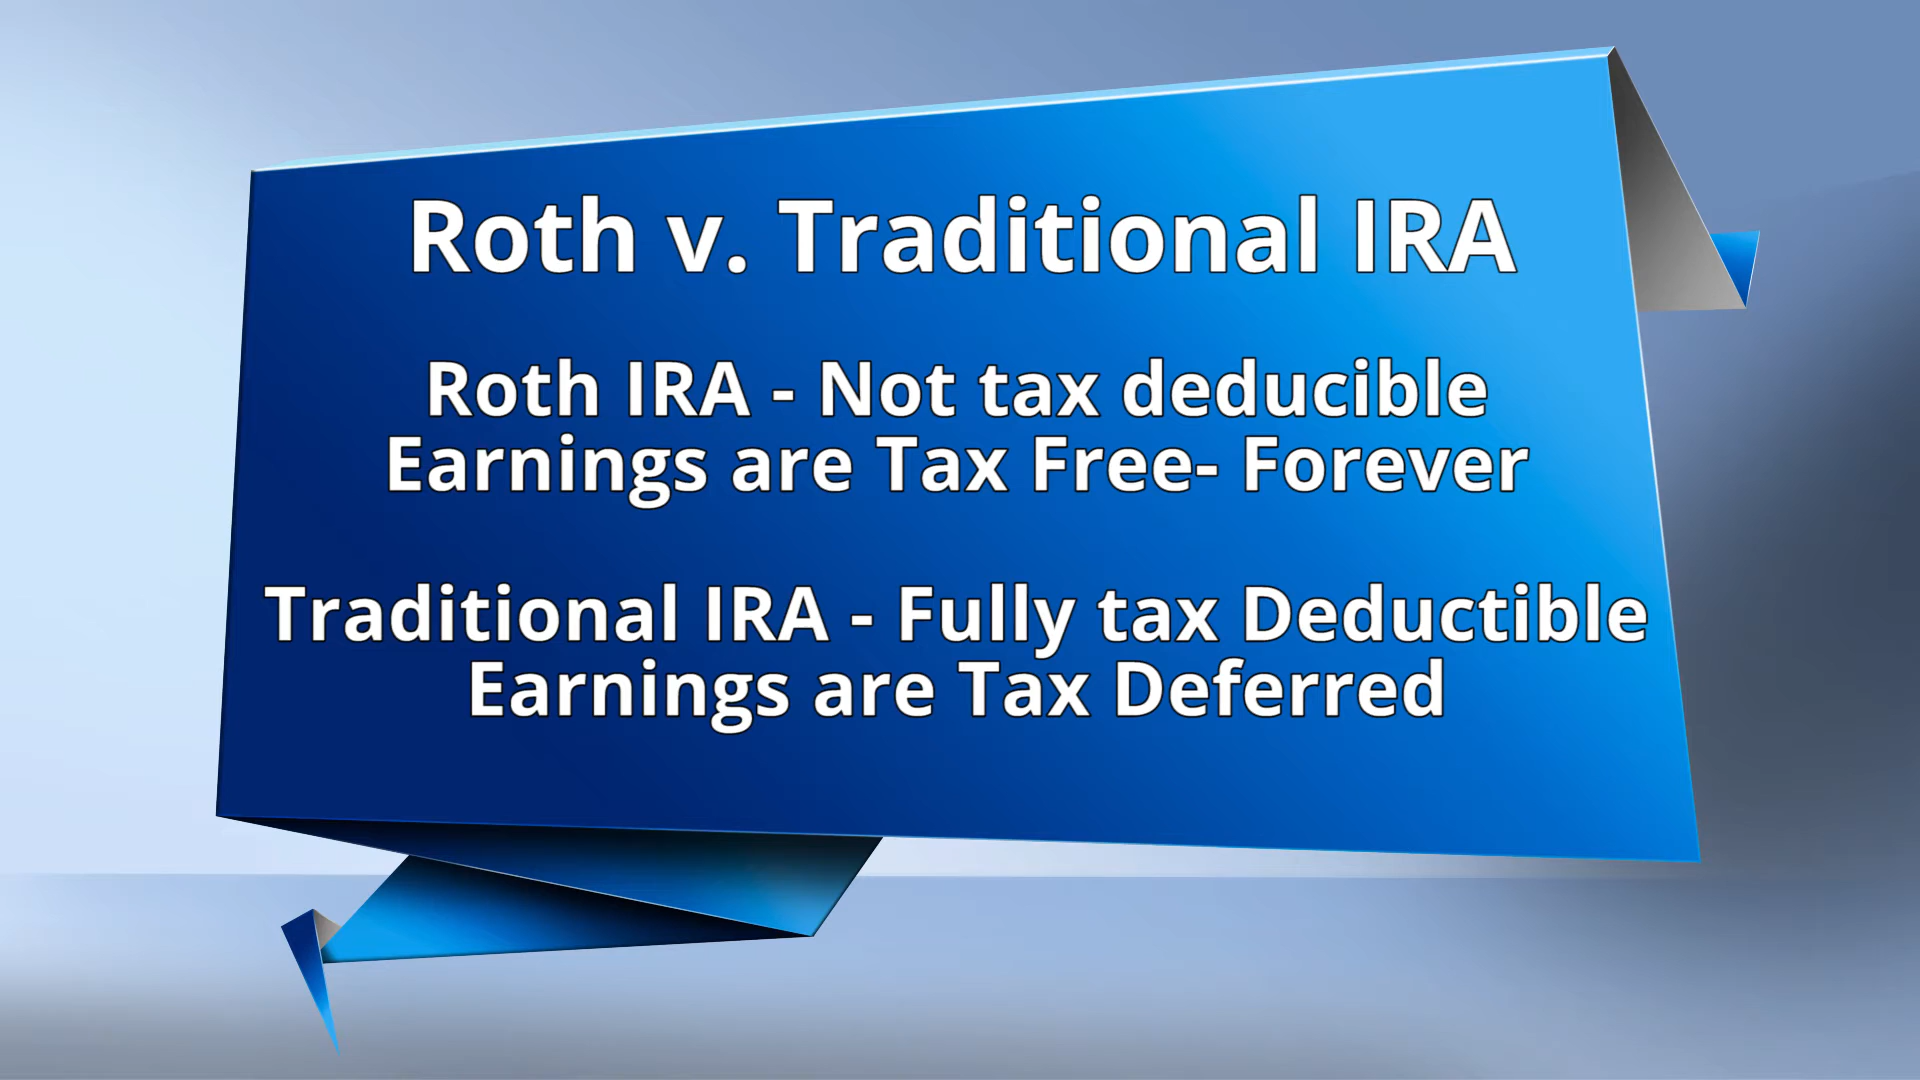 Roth v. Traditional IRA
Roth IRA - Not tax deducible
Earnings are Tax Free- Forever
Traditional IRA - Fully tax Deductible
Earnings are Tax Deferred